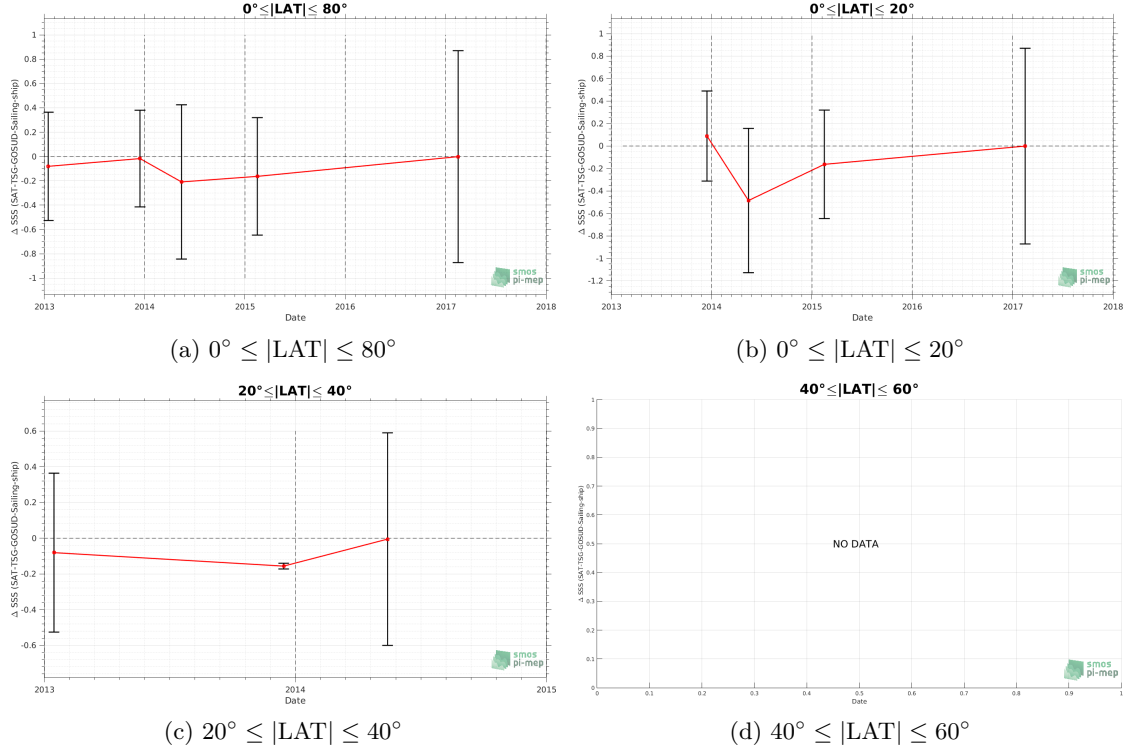 0°≤|LAT|≤ 80°
Δ SSS (SAT-TSG-GOSUD-Sailing-ship)
1
0.8
0.6
0.4
0.2
0
-0.2
-0.4
-0.6
-0.8
-1
2013 2014 2015 2016 2017 2018
Date
smos
pi-mep
(a) 0° ≤ |LAT| ≤ 80°
0°≤|LAT|≤ 20°
Δ SSS (SAT-TSG-GOSUD-Sailing-ship)
1
0.8
0.6
0.4
0.2
0
-0.2
-0.4
-0.6
-0.8
-1
-1.2
2013 2014 2015 2016 2017 2018
Date
smos
pi-mep
(b) 0° ≤ |LAT| ≤ 20°
20°≤|LAT|≤ 40°
Δ SSS (SAT-TSG-GOSUD-Sailing-ship)
0.6
0.4
0.2
0
-0.2
-0.4
-0.6
2013 2014 2015
Date
smos
pi-mep
(c) 20° ≤ |LAT| ≤ 40°
40°≤|LAT|≤ 60°
Δ SSS (SAT-TSG-GOSUD-Sailing-ship)
1
0.9
0.8
0.7
0.6
0.5
0.4
0.3
0.2
0.1
0
NO DATA
0 0.1 0.2 0.3 0.4 0.5 0.6 0.7 0.8 0.9 1
Date
smos
pi-mep
(d) 40° ≤ |LAT| ≤ 60°